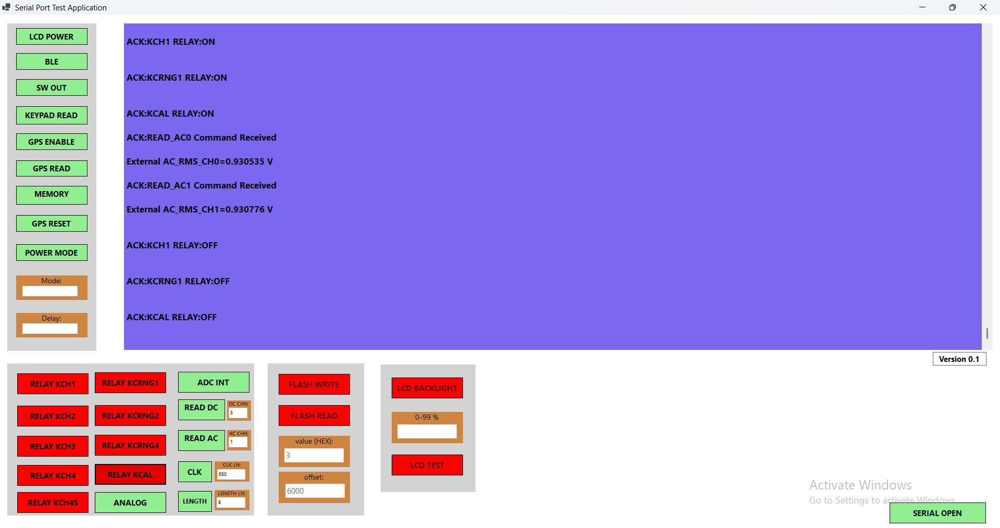 Serial Port Test Application
LCD POWER
BLE
SW OUT
KEYPAD READ
GPS ENABLE
GPS READ
MEMORY
GPS RESET
POWER MODE
Mode:
Delay:
ACK:KCH1 RELAY:ON
ACK:KCRNG1 RELAY:ON
ACK:KCAL RELAY:ON
ACK:READ_AC0 Command Received
External AC_RMS_CH0=0.930535 V
ACK:READ_AC1 Command Received
External AC_RMS_CH1=0.930776 V
ACK:KCH1 RELAY:OFF
ACK:KCRNG1 RELAY:OFF
ACK:KCAL RELAY:OFF
Version 0.1
RELAY KCH1
RELAY KCH2
RELAY KCH3
RELAY KCH4
RELAY KCH4S
RELAY KCRNG1
RELAY KCRNG2
RELAY KCRNG4
RELAY KCAL
ANALOG
ADC INT
READ DC
DC CHN:
5
READ AC
AC CHN:
1
CLK
CLK LN:
650
LENGTH
LENGTH LN:
8
FLASH WRITE
FLASH READ
value (HEX):
3
offset:
6000
LCD BACKLIGHT
0-99 %
LCD TEST
Activate Windows
Go to Settings to activate Windows.
SERIAL OPEN